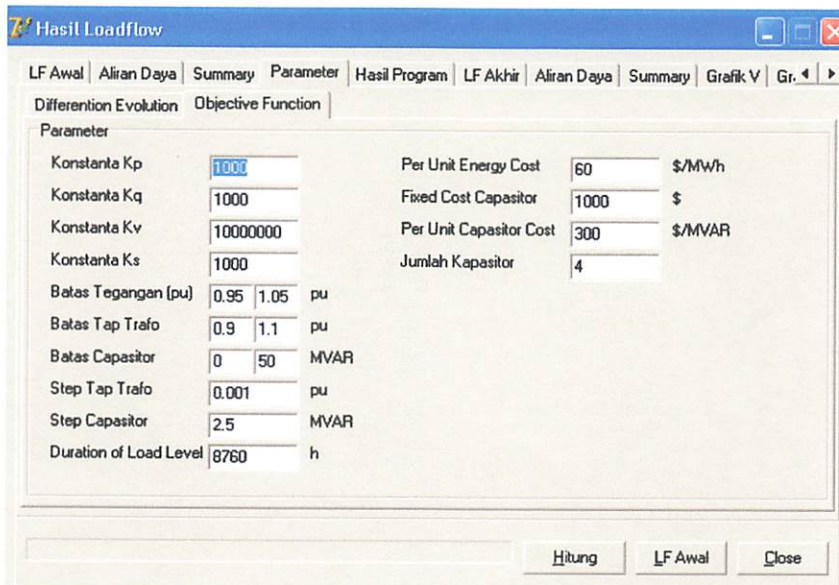 Hasil Loadflow
LF Awal Aliran Daya Summary Parameter Hasil Program LF Akhir Aliran Daya Summary Grafik V Gr.
Differention Evolution Objective Function
Parameter
Konstanta Kp 1000
Konstanta Kq 1000
Konstanta Kv 10000000
Konstanta Ks 1000
Batas Tegangan (pu) 0.95 1.05 pu
Batas Tap Trafo 0.9 1.1 pu
Batas Capasitor 0 50 MVAR
Step Tap Trafo 0.001 pu
Step Capasitor 2.5 MVAR
Duration of Load Level 8760 h
Per Unit Energy Cost 60 $/MWh
Fixed Cost Capasitor 1000 $
Per Unit Capasitor Cost 300 $/MVAR
Jumlah Kapasitor 4
Hitung LF Awal Close